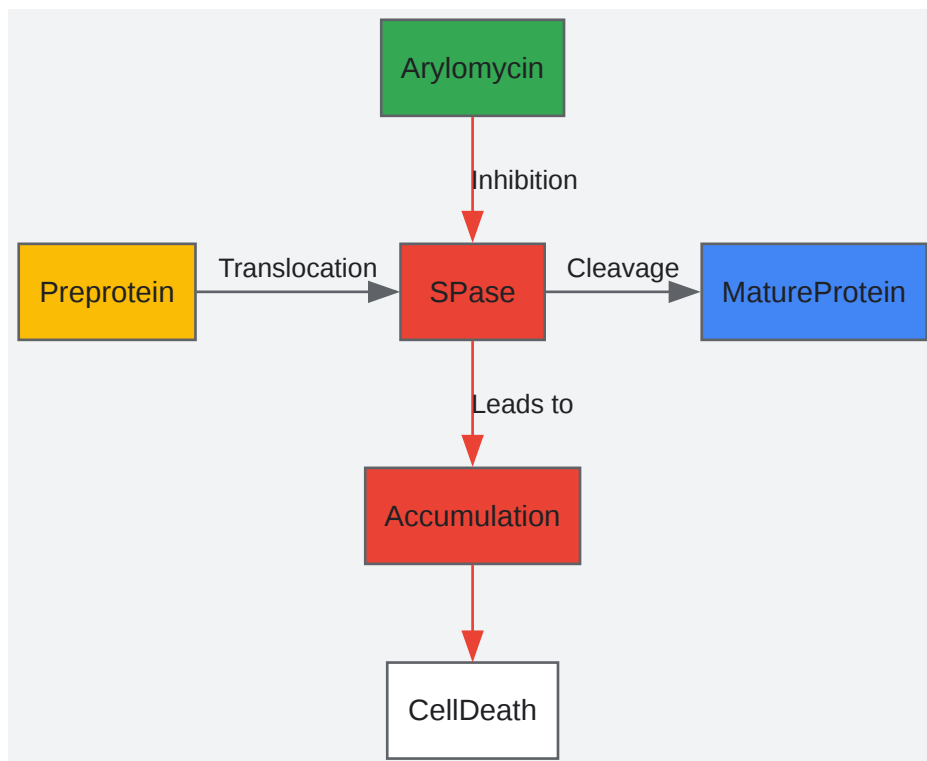 Arylomycin
Inhibition
Preprotein
Translocation
SPase
Cleavage
MatureProtein
Leads to
Accumulation
CellDeath